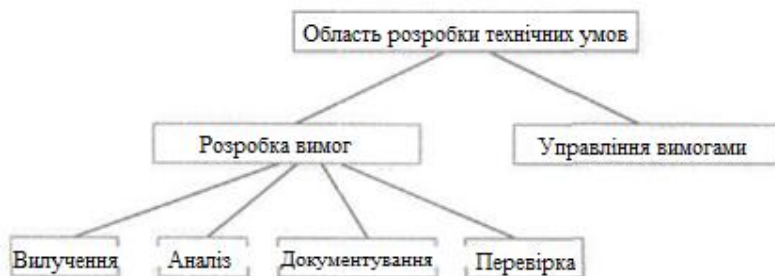 Область розробки технічних умов
Розробка вимог
Управління вимогами
Вилучення
Аналіз
Документування
Перевірка